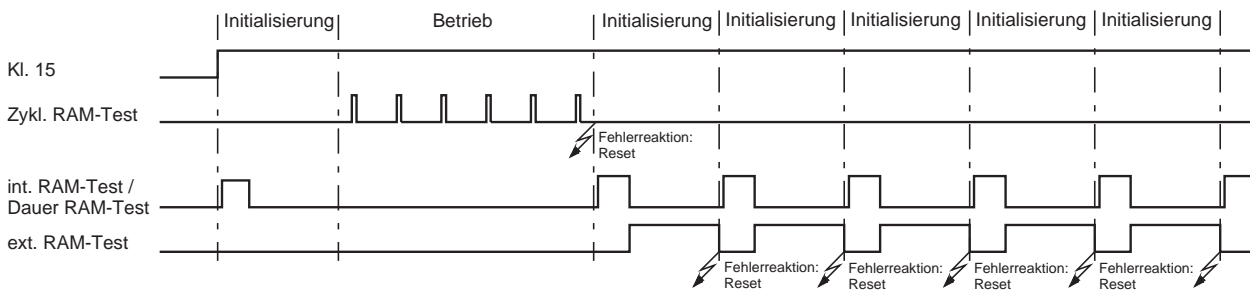 Initialisierung Betrieb Initialisierung Initialisierung Initialisierung Initialisierung Initialisierung
Kl. 15
Zykl. RAM-Test
Fehlerreaktion:
Reset
int. RAM-Test /
Dauer RAM-Test
ext. RAM-Test
Fehlerreaktion: Fehlerreaktion: Fehlerreaktion: Fehlerreaktion:
Reset Reset Reset Reset